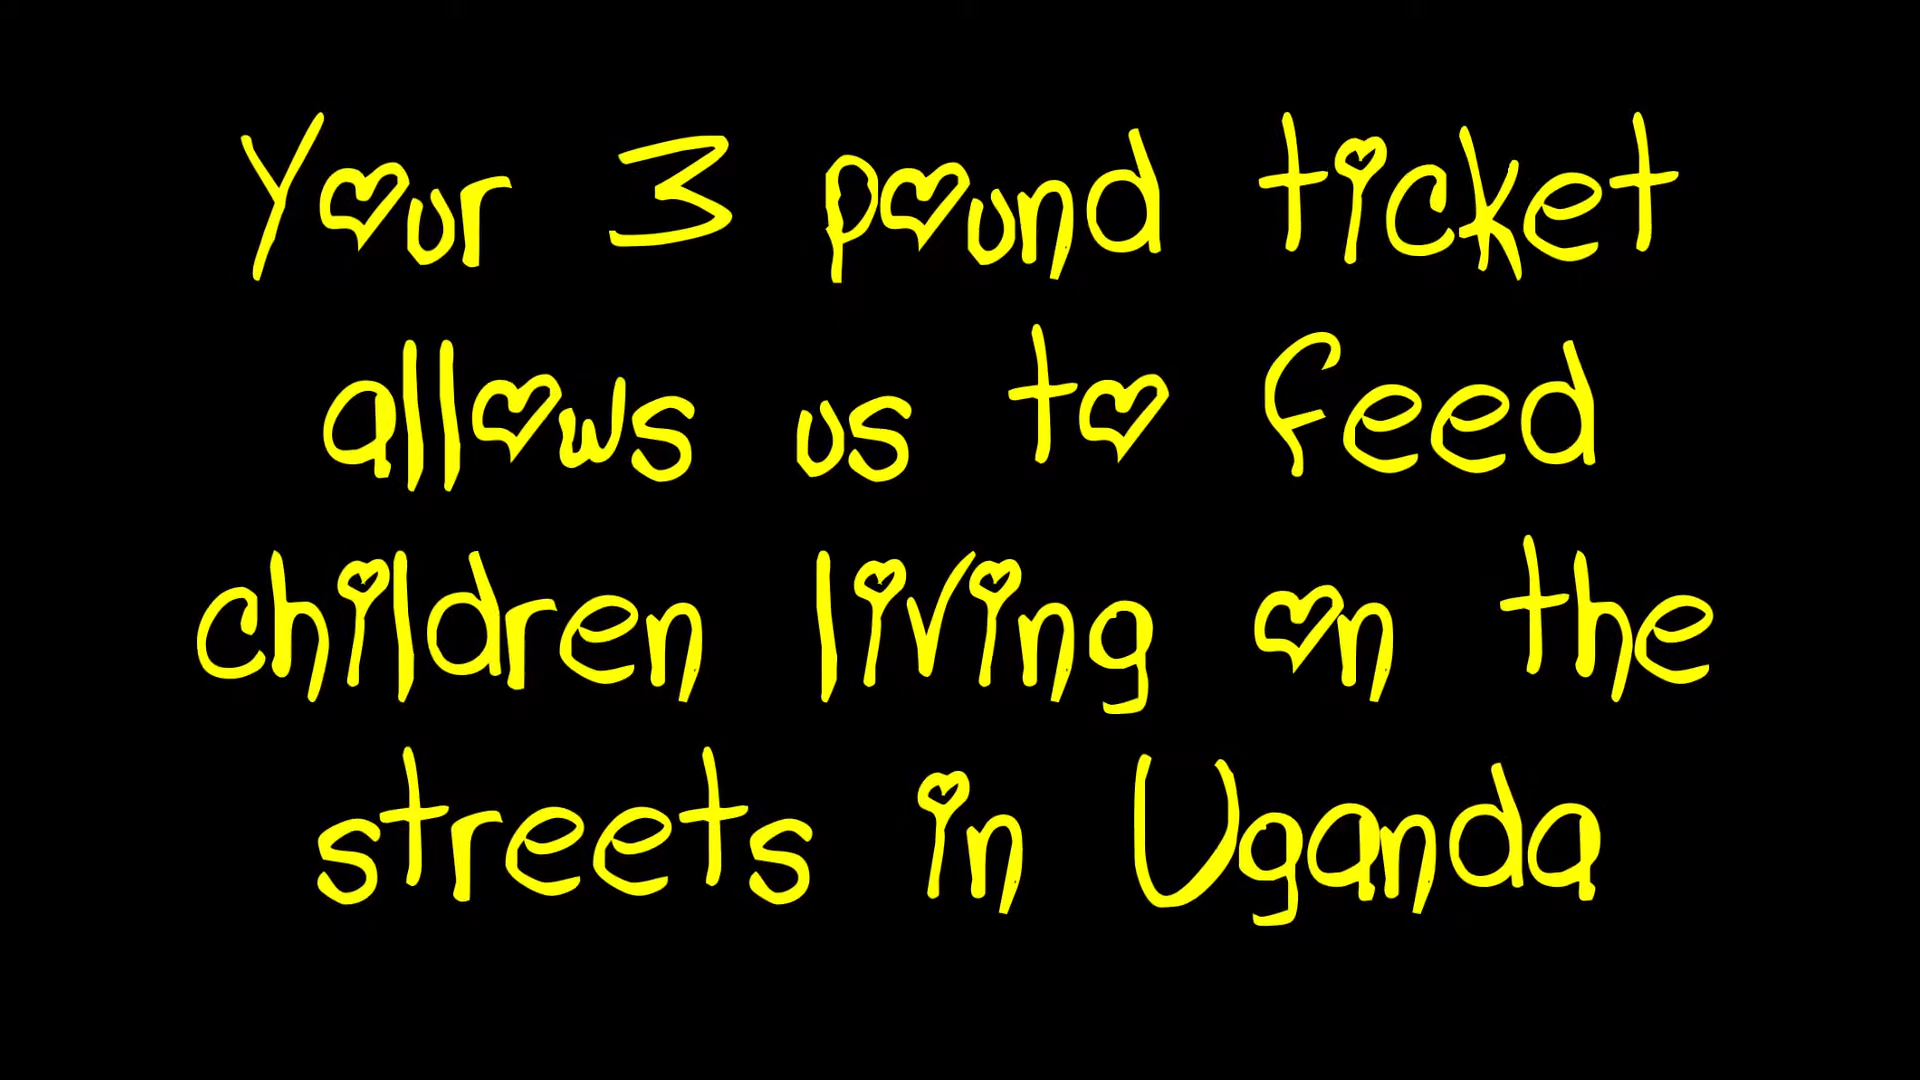 Your 3 pound ticket
allows us to feed
children living on the
streets in Uganda